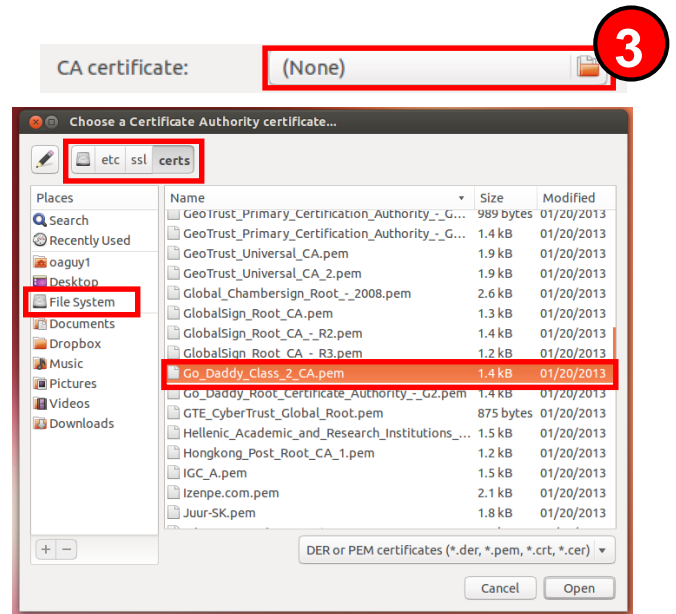 3
CA certificate: (None)
Choose a Certificate Authority certificate...
etc ssl certs
Places Name Size Modified
Search GeoTrust_Primary_Certification_Authority_-_G... 989 bytes 01/20/2013
Recently Used GeoTrust_Primary_Certification_Authority_-_G... 1.4 kB 01/20/2013
oaguy1 GeoTrust_Universal_CA.pem 1.9 kB 01/20/2013
Desktop GeoTrust_Universal_CA_2.pem 1.9 kB 01/20/2013
File System Global_Chambersign_Root_-_2008.pem 2.6 kB 01/20/2013
GlobalSign_Root_CA.pem 1.3 kB 01/20/2013
Documents GlobalSign_Root_CA_-_R2.pem 1.4 kB 01/20/2013
Dropbox GlobalSign_Root_CA_-_R3.pem 1.2 kB 01/20/2013
Music Go_Daddy_Class_2_CA.pem 1.4 kB 01/20/2013
Pictures Go_Daddy_Root_Certificate_Authority_-_G2.pem 1.4 kB 01/20/2013
Videos GTE_CyberTrust_Global_Root.pem 875 bytes 01/20/2013
Downloads Hellenic_Academic_and_Research_Institutions_... 1.5 kB 01/20/2013
Hongkong_Post_Root_CA_1.pem 1.2 kB 01/20/2013
IGC_A.pem 1.5 kB 01/20/2013
Izenpe.com.pem 2.1 kB 01/20/2013
Juur-SK.pem 1.8 kB 01/20/2013
+ − DER or PEM certificates (*.der, *.pem, *.crt, *.cer)
Cancel Open